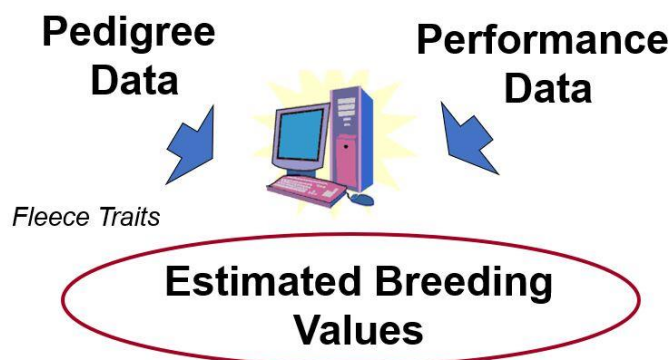 Pedigree
Data
Performance
Data
Fleece Traits
Estimated Breeding
Values